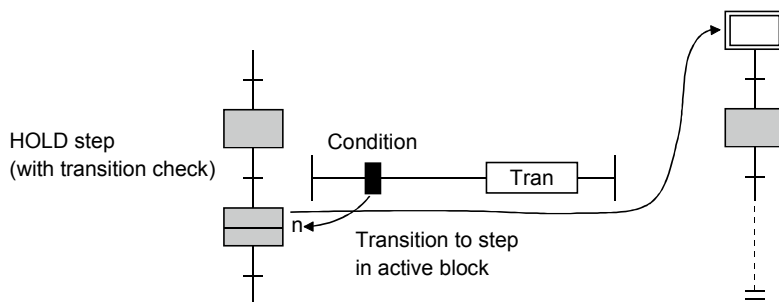 HOLD step
(with transition check)
Condition
Tran
n
Transition to step
in active block